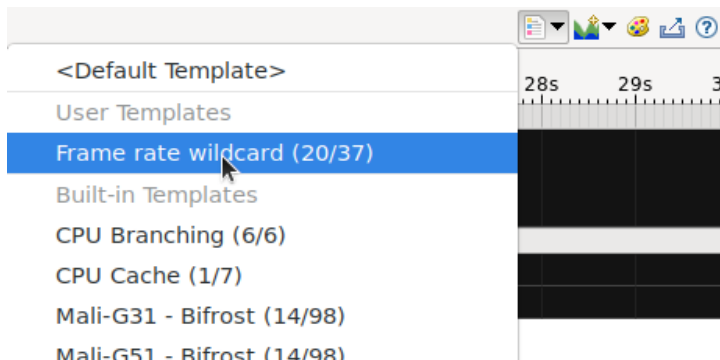 <Default Template>
28s 29s 3
User Templates
Frame rate wildcard (20/37)
Built-in Templates
CPU Branching (6/6)
CPU Cache (1/7)
Mali-G31 - Bifrost (14/98)
Mali-G51 - Bifrost (14/98)